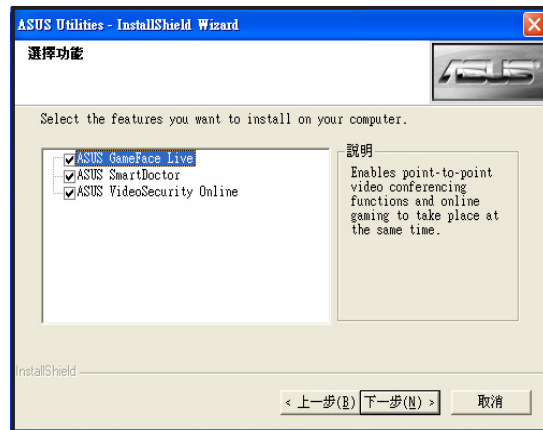 ASUS Utilities - InstallShield Wizard
選擇功能
ASUS
Select the features you want to install on your computer.
ASUS GameFace Live
ASUS SmartDoctor
ASUS VideoSecurity Online
說明
Enables point-to-point
video conferencing
functions and online
gaming to take place at
the same time.
InstallShield
< 上一步(B)
下一步(N) >
取消